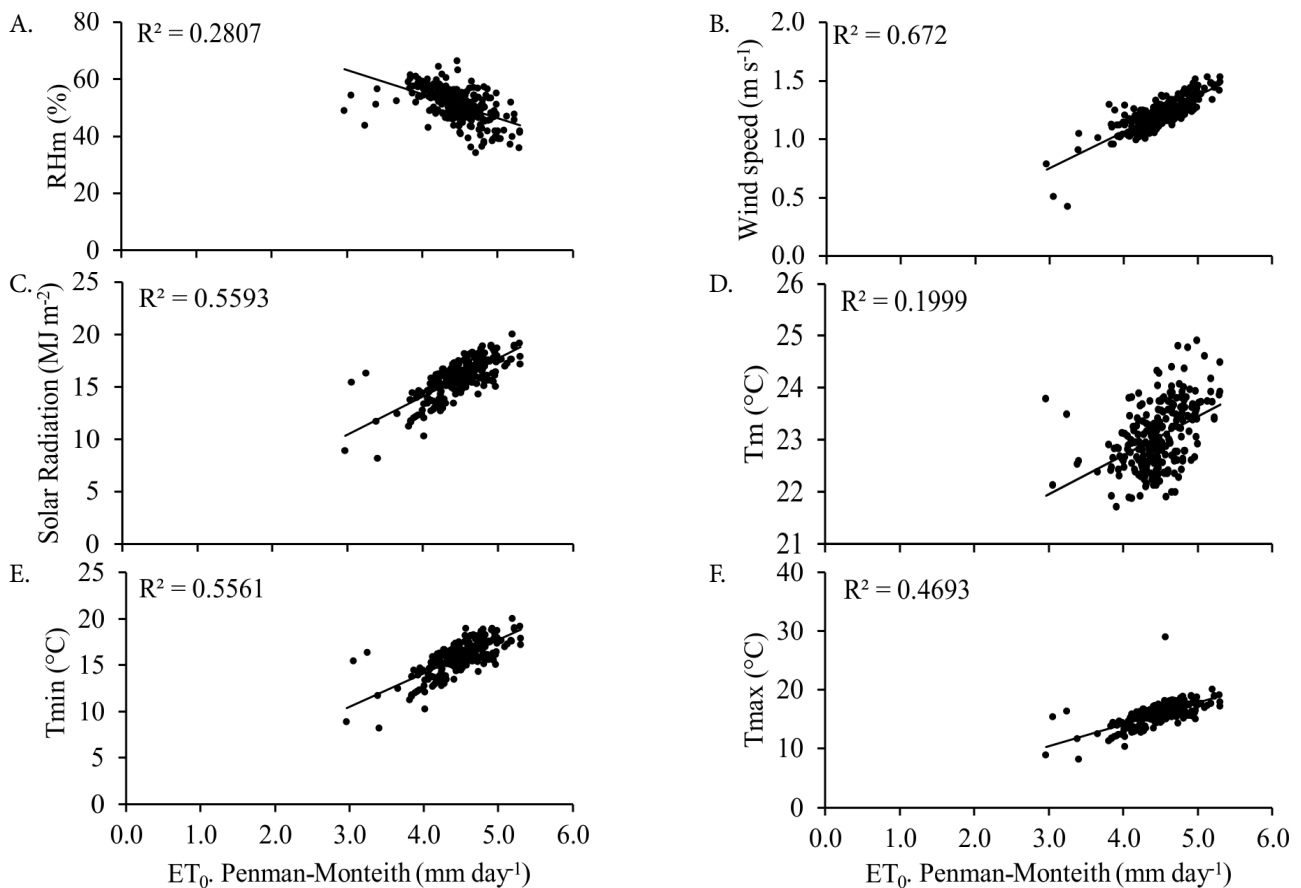 A.
R² = 0.2807
RHm (%)
80
60
40
20
0
B.
R² = 0.672
Wind speed (m s⁻¹)
2.0
1.5
1.0
0.5
0.0
C.
R² = 0.5593
Solar Radiation (MJ m⁻²)
25
20
15
10
5
0
D.
R² = 0.1999
Tm (°C)
26
25
24
23
22
21
E.
R² = 0.5561
Tmin (°C)
25
20
15
10
5
0
0.0 1.0 2.0 3.0 4.0 5.0 6.0
ET₀. Penman-Monteith (mm day⁻¹)
F.
R² = 0.4693
Tmax (°C)
40
30
20
10
0
0.0 1.0 2.0 3.0 4.0 5.0 6.0
ET₀. Penman-Monteith (mm day⁻¹)